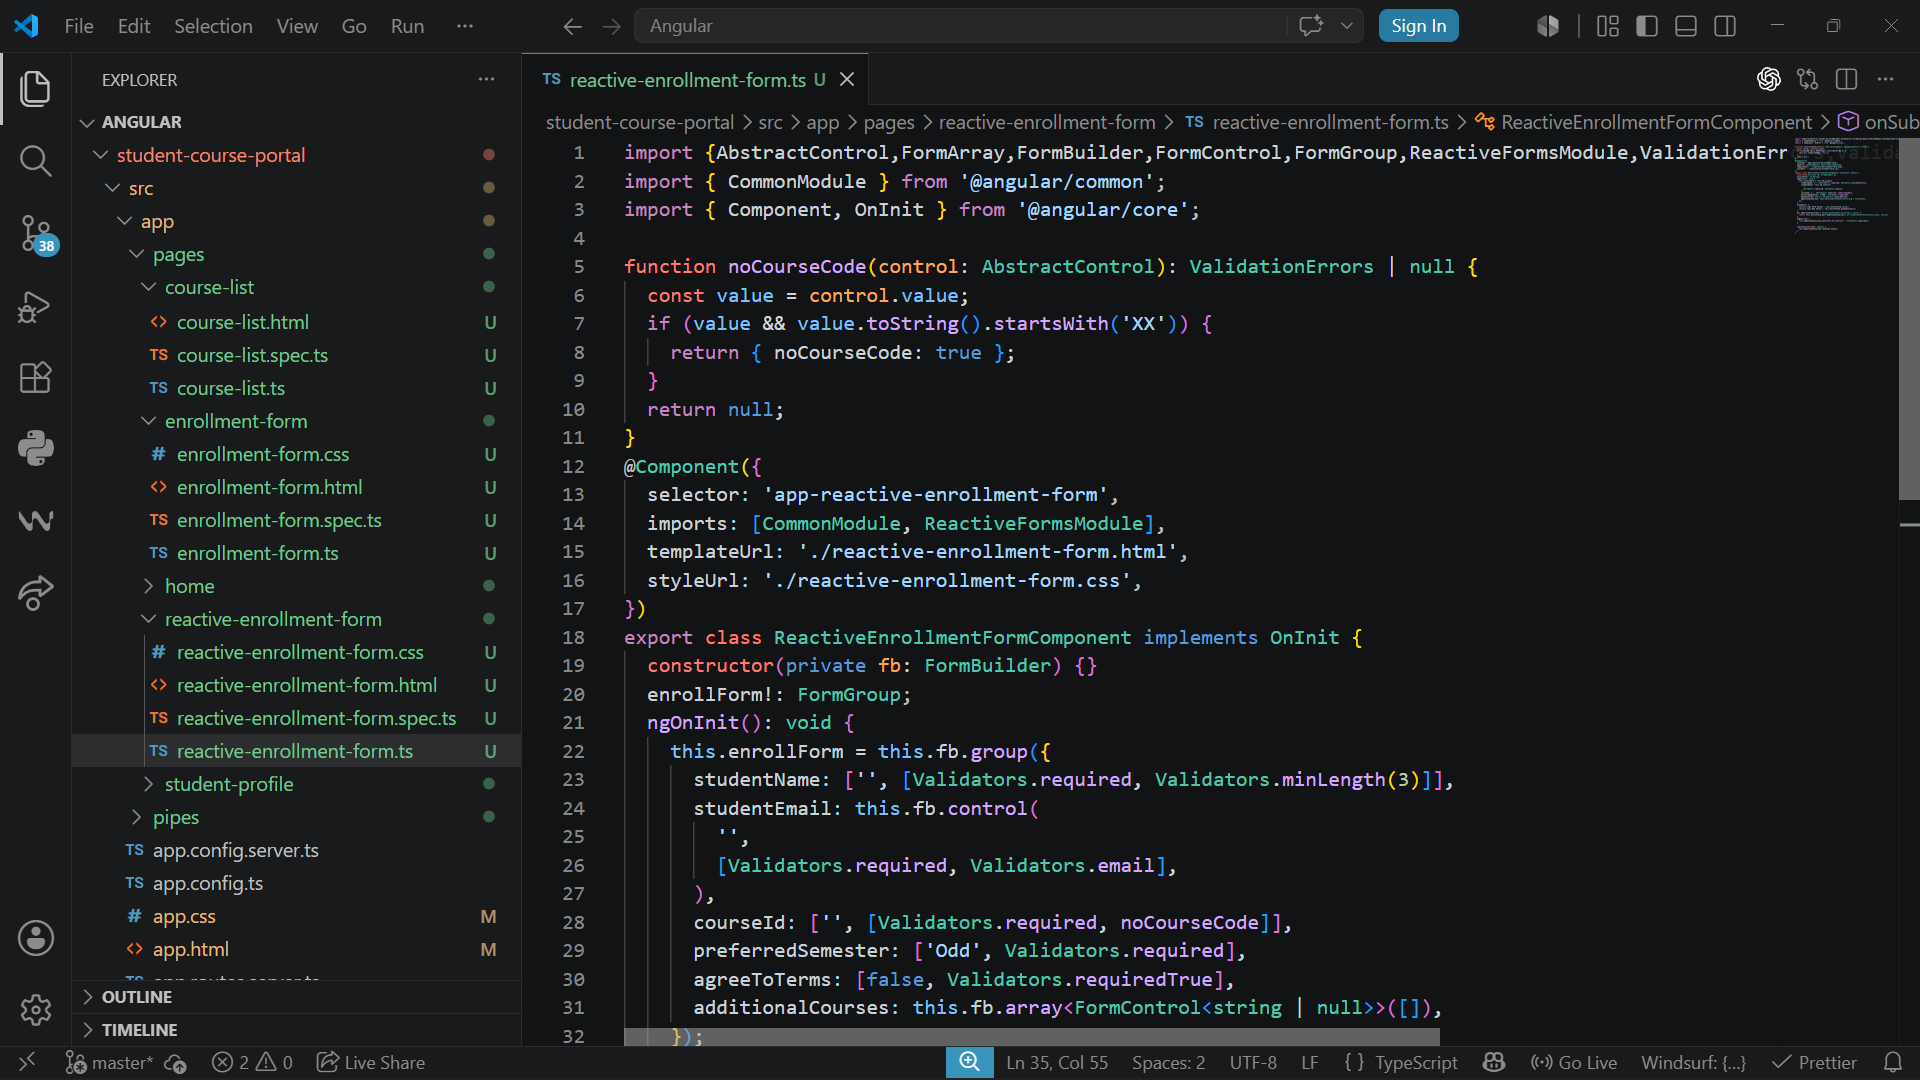 File Edit Selection View Go Run ··· Angular Sign In
EXPLORER ···
ANGULAR
student-course-portal
src
app
pages
course-list
course-list.html U
course-list.spec.ts U
TS course-list.ts U
enrollment-form
# enrollment-form.css U
enrollment-form.html U
TS enrollment-form.spec.ts U
TS enrollment-form.ts U
home
reactive-enrollment-form
# reactive-enrollment-form.css U
<> reactive-enrollment-form.html U
TS reactive-enrollment-form.spec.ts U
TS reactive-enrollment-form.ts U
student-profile
pipes
TS app.config.server.ts
TS app.config.ts
# app.css M
<> app.html M
OUTLINE
TIMELINE
38
TS reactive-enrollment-form.ts U
student-course-portal > src > app > pages > reactive-enrollment-form > TS reactive-enrollment-form.ts > ReactiveEnrollmentFormComponent > onSub
1 import {AbstractControl,FormArray,FormBuilder,FormControl,FormGroup,ReactiveFormsModule,ValidationErr
2 import { CommonModule } from '@angular/common';
3 import { Component, OnInit } from '@angular/core';
4
5 function noCourseCode(control: AbstractControl): ValidationErrors | null {
6 const value = control.value;
7 if (value && value.toString().startsWith('XX')) {
8 return { noCourseCode: true };
9 }
10 return null;
11 }
12 @Component({
13 selector: 'app-reactive-enrollment-form',
14 imports: [CommonModule, ReactiveFormsModule],
15 templateUrl: './reactive-enrollment-form.html',
16 styleUrl: './reactive-enrollment-form.css',
17 })
18 export class ReactiveEnrollmentFormComponent implements OnInit {
19 constructor(private fb: FormBuilder) {}
20 enrollForm!: FormGroup;
21 ngOnInit(): void {
22 this.enrollForm = this.fb.group({
23 studentName: ['', [Validators.required, Validators.minLength(3)]],
24 studentEmail: this.fb.control(
25 '',
26 [Validators.required, Validators.email],
27 ),
28 courseId: ['', [Validators.required, noCourseCode]],
29 preferredSemester: ['Odd', Validators.required],
30 agreeToTerms: [false, Validators.requiredTrue],
31 additionalCourses: this.fb.array<FormControl<string | null>>([]),
32 });
master* 2 0 Live Share Ln 35, Col 55 Spaces: 2 UTF-8 LF { } TypeScript Go Live Windsurf: {...} Prettier